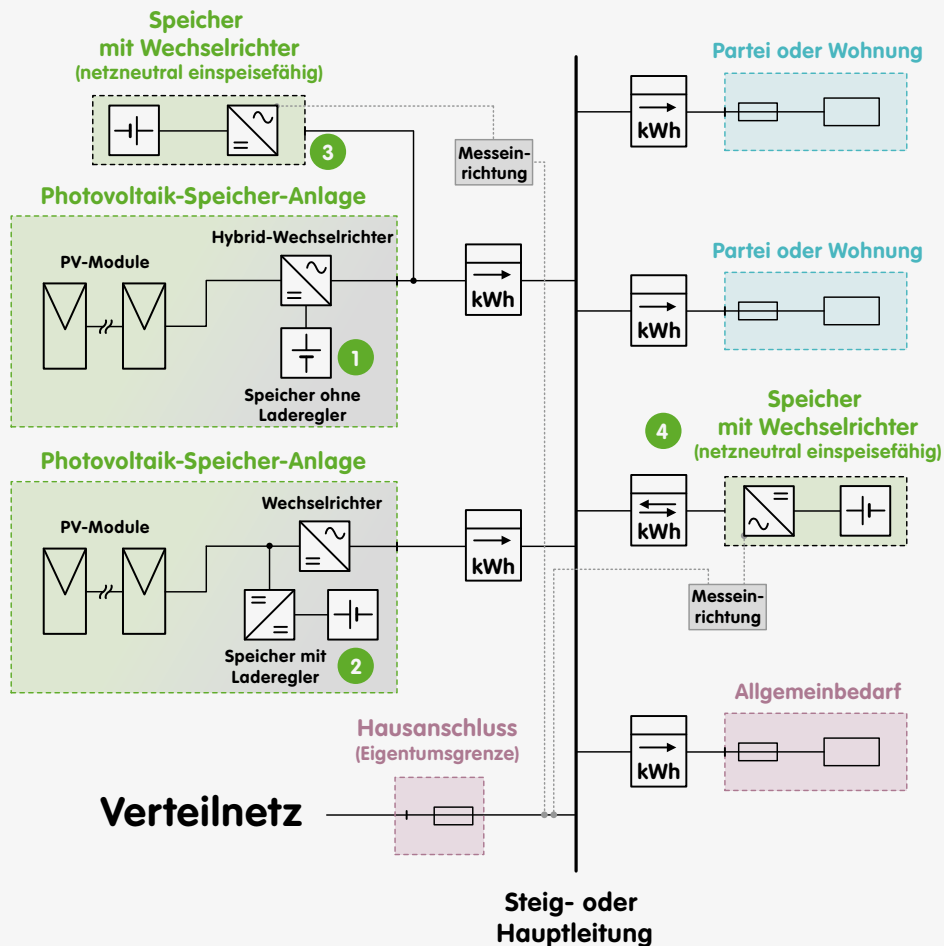 Speicher
mit Wechselrichter
(netzneutral einspeisefähig)
3
Messein-
richtung
Photovoltaik-Speicher-Anlage
Hybrid-Wechselrichter
PV-Module
1
Speicher ohne
Laderegler
kWh
Photovoltaik-Speicher-Anlage
Wechselrichter
PV-Module
2
Speicher mit
Laderegler
kWh
Hausanschluss
(Eigentumsgrenze)
Verteilnetz
Steig- oder
Hauptleitung
Partei oder Wohnung
kWh
Partei oder Wohnung
kWh
4
Speicher
mit Wechselrichter
(netzneutral einspeisefähig)
kWh
Messein-
richtung
Allgemeinbedarf
kWh